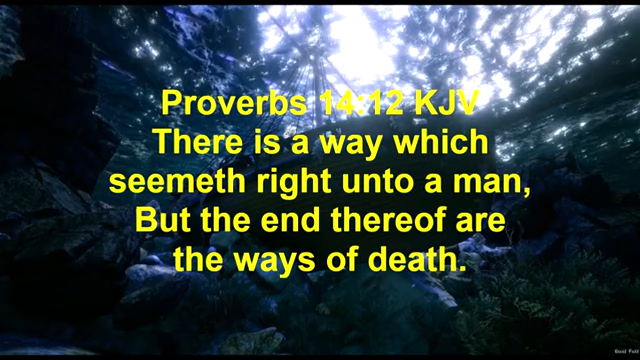 Proverbs 14:12 KJV
There is a way which
seemeth right unto a man,
But the end thereof are
the ways of death.